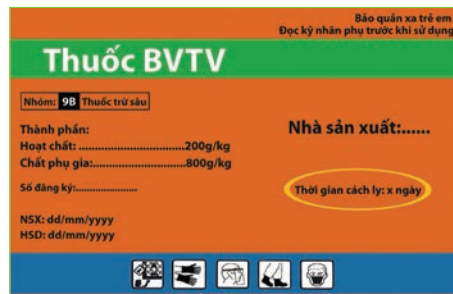 Bảo quản xa trẻ em
Đọc kỹ nhãn phụ trước khi sử dụng
Thuốc BVTV
Nhóm: 9B Thuốc trừ sâu
Thành phần:
Hoạt chất: ................................200g/kg
Chất phụ gia:............................800g/kg
Số đăng ký:.....................
NSX: dd/mm/yyyy
HSD: dd/mm/yyyy
Nhà sản xuất:......
Thời gian cách ly: x ngày